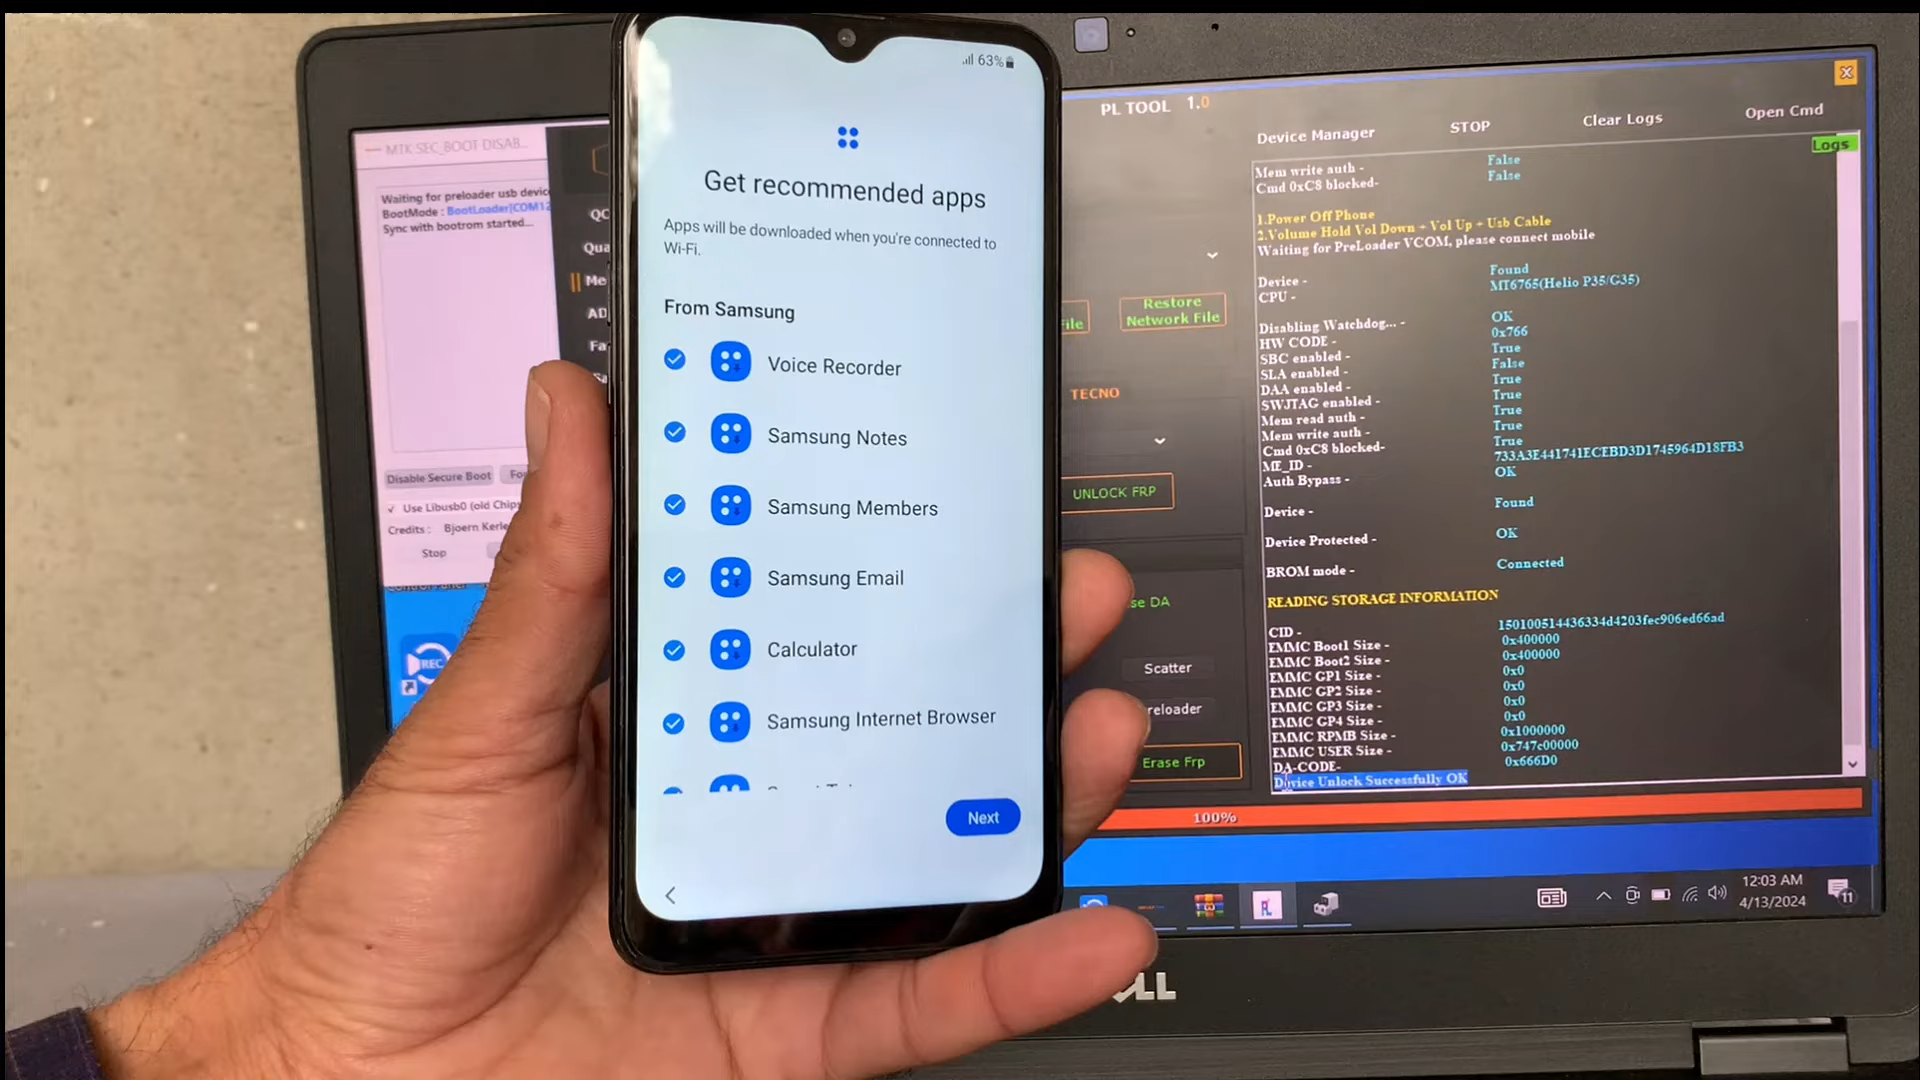 MTK SEC_BOOT DISAB...
Waiting for preloader usb device
BootMode : BootLoader|COM12
Sync with bootrom started...
Disable Secure Boot
✓ Use Libusb0 (old Chips
Credits : Bjoern Kerle
Stop
REC
63%
Get recommended apps
Apps will be downloaded when you're connected to
Wi-Fi.
From Samsung
Voice Recorder
Samsung Notes
Samsung Members
Samsung Email
Calculator
Samsung Internet Browser
Next
PL TOOL 1.0
Device Manager STOP Clear Logs Open Cmd
Logs
Restore
Network File
TECNO
UNLOCK FRP
Scatter
Erase Frp
Mem write auth - False
Cmd 0xC8 blocked- False
1.Power Off Phone
2.Volume Hold Vol Down + Vol Up + Usb Cable
Waiting for PreLoader VCOM, please connect mobile
Device - Found
CPU - MT6765(Helio P35/G35)
Disabling Watchdog... - OK
HW CODE - 0x766
SBC enabled - True
SLA enabled - False
DAA enabled - True
SWJTAG enabled - True
Mem read auth - True
Mem write auth - True
Cmd 0xC8 blocked- True
ME_ID - 733A3E441741ECEBD3D1745964D18FB3
Auth Bypass - OK
Device - Found
Device Protected - OK
BROM mode - Connected
READING STORAGE INFORMATION
CID - 150100514436334d4203fec906ed66ad
EMMC Boot1 Size - 0x400000
EMMC Boot2 Size - 0x400000
EMMC GP1 Size - 0x0
EMMC GP2 Size - 0x0
EMMC GP3 Size - 0x0
EMMC GP4 Size - 0x0
EMMC RPMB Size - 0x1000000
EMMC USER Size - 0x747c00000
DA-CODE- 0x666D0
Device Unlock Successfully OK
100%
12:03 AM
4/13/2024
11